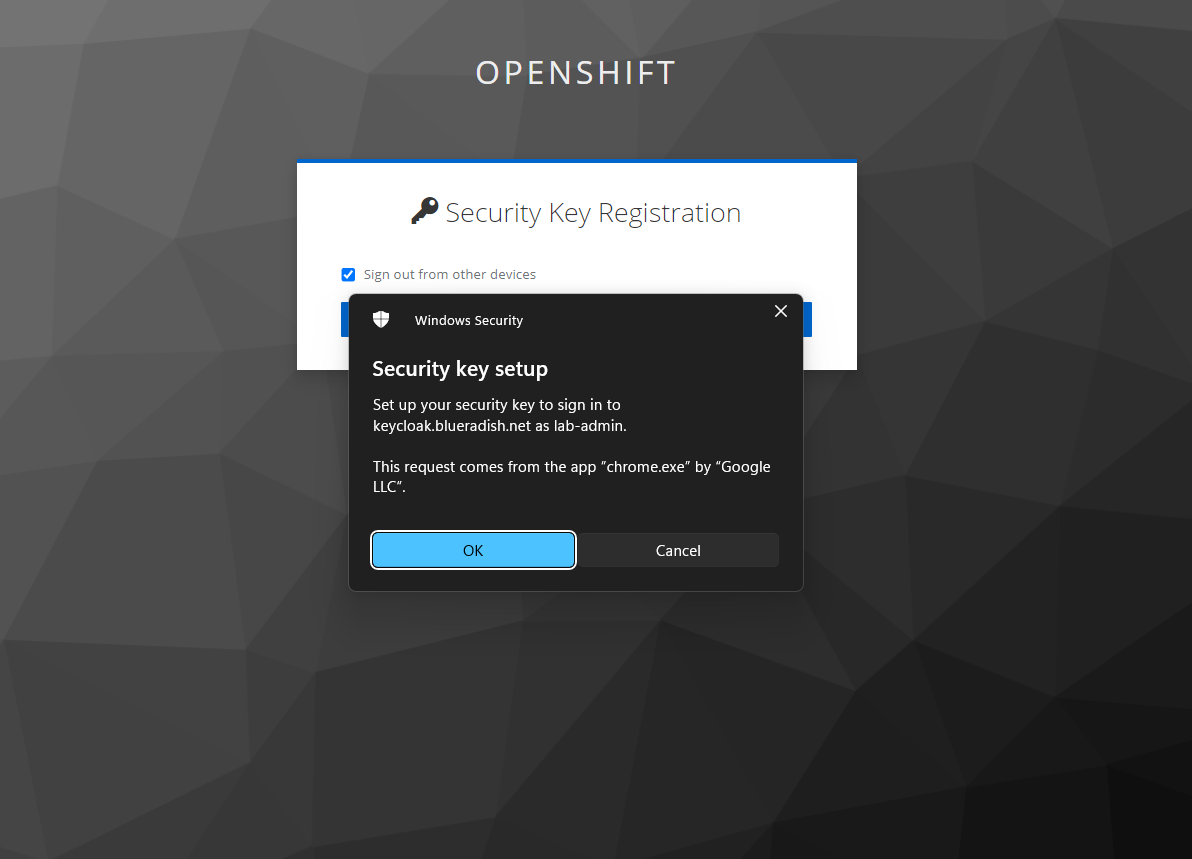 OPENSHIFT
Security Key Registration
Sign out from other devices
Windows Security
Security key setup
Set up your security key to sign in to
keycloak.blueradish.net as lab-admin.
This request comes from the app "chrome.exe" by “Google
LLC”.
OK
Cancel